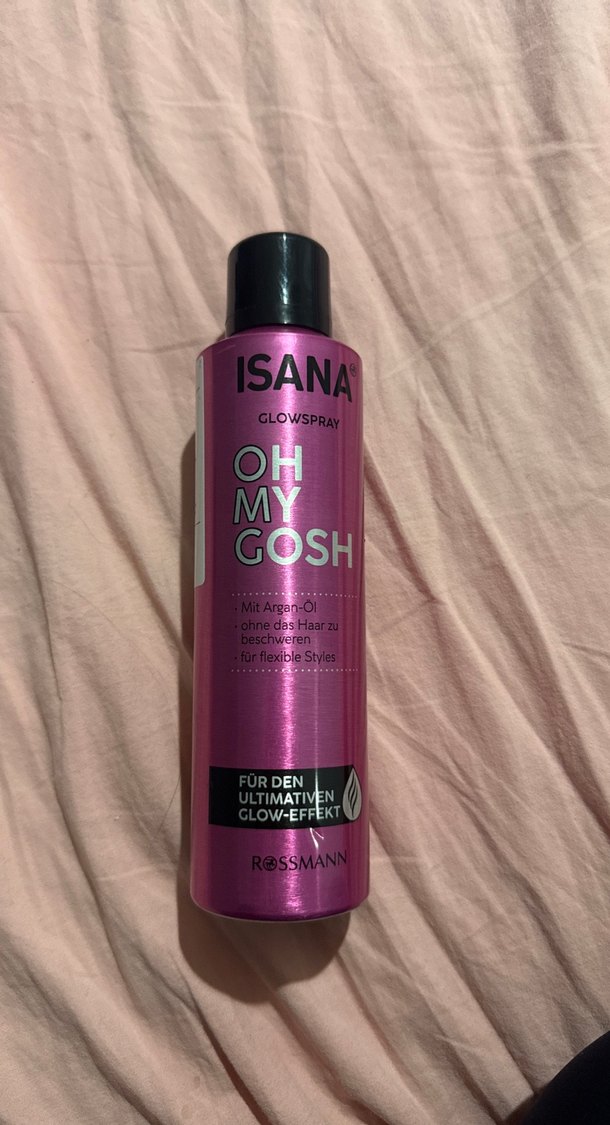 ISANA
GLOWSPRAY
OH
MY
GOSH
· Mit Argan-Öl
· ohne das Haar zu
beschweren
· für flexible Styles
FÜR DEN
ULTIMATIVEN
GLOW-EFFEKT
ROSSMANN